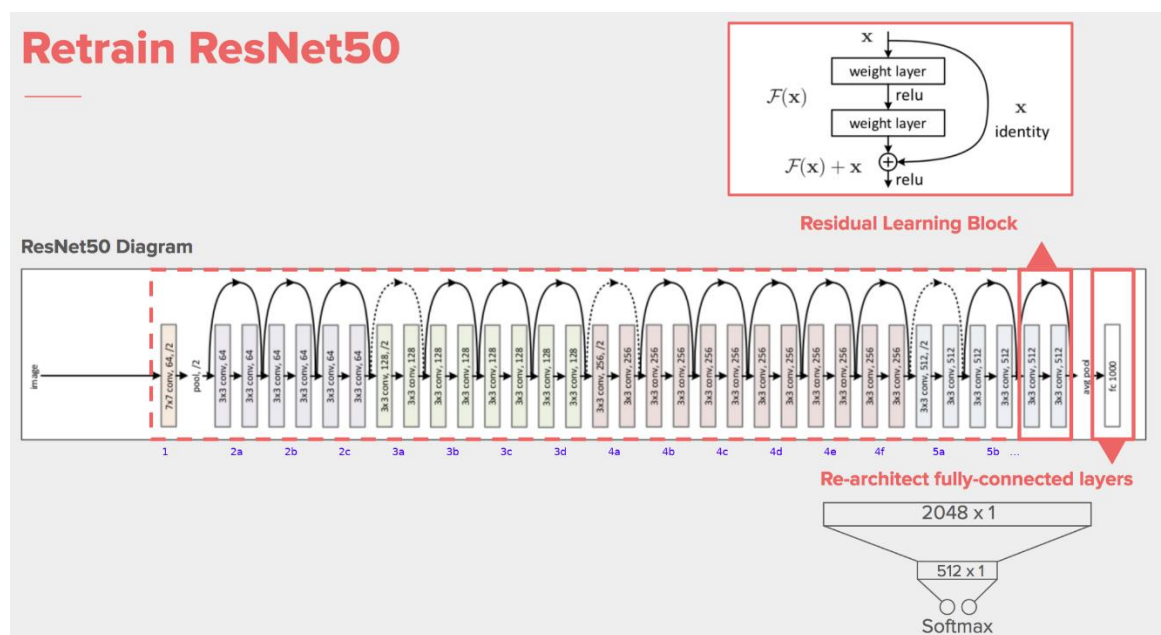 Retrain ResNet50
x
weight layer
relu
F(x)
weight layer
x
identity
F(x) + x
relu
Residual Learning Block
ResNet50 Diagram
image
7x7 conv, 64, /2
pool, /2
3x3 conv, 64
3x3 conv, 64
3x3 conv, 64
3x3 conv, 64
3x3 conv, 64
3x3 conv, 64
3x3 conv, 128, /2
3x3 conv, 128
3x3 conv, 128
3x3 conv, 128
3x3 conv, 128
3x3 conv, 128
3x3 conv, 128
3x3 conv, 128
3x3 conv, 256, /2
3x3 conv, 256
3x3 conv, 256
3x3 conv, 256
3x3 conv, 256
3x3 conv, 256
3x3 conv, 256
3x3 conv, 256
3x3 conv, 256
3x3 conv, 256
3x3 conv, 256
3x3 conv, 256
3x3 conv, 512, /2
3x3 conv, 512
3x3 conv, 512
3x3 conv, 512
3x3 conv, 512
3x3 conv, 512
avg pool
fc 1000
1 2a 2b 2c 3a 3b 3c 3d 4a 4b 4c 4d 4e 4f 5a 5b ...
Re-architect fully-connected layers
2048 x 1
512 x 1
Softmax